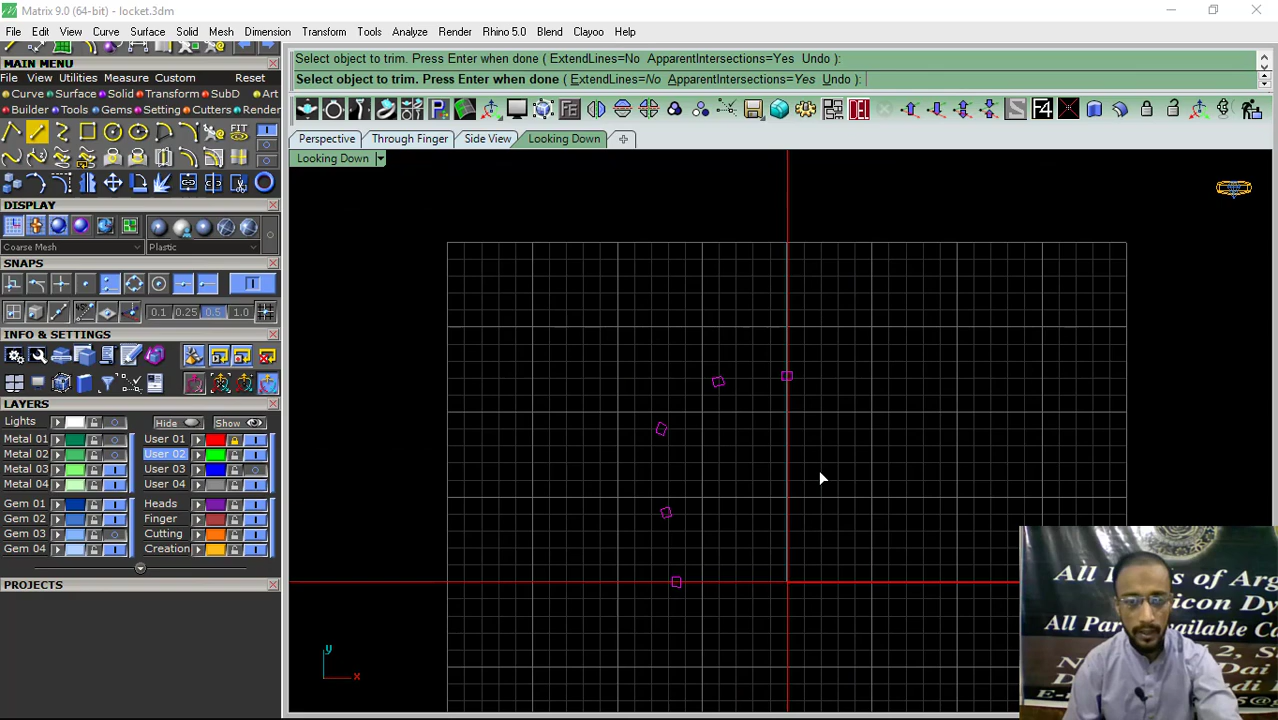 Matrix 9.0 (64-bit) - locket.3dm
File Edit View Curve Surface Solid Mesh Dimension Transform Tools Analyze Render Rhino 5.0 Blend Clayoo Help
Select object to trim. Press Enter when done ( ExtendLines=No ApparentIntersections=Yes Undo ):
Select object to trim. Press Enter when done ( ExtendLines=No ApparentIntersections=Yes Undo ):
MAIN MENU
File View Utilities Measure Custom Reset
Curve Surface Solid Transform SubD Art
Builder Tools Gems Setting Cutters Render
FIT
F4
DEL
Perspective Through Finger Side View Looking Down
Looking Down
DISPLAY
Coarse Mesh Plastic
SNAPS
0.1 0.25 0.5 1.0
INFO & SETTINGS
LAYERS
Lights Hide Show
Metal 01 User 01
Metal 02 User 02
Metal 03 User 03
Metal 04 User 04
Gem 01 Heads
Gem 02 Finger
Gem 03 Cutting
Gem 04 Creation
PROJECTS
y
x
All
of Arg
icon Dy
All Par
vailable Ca